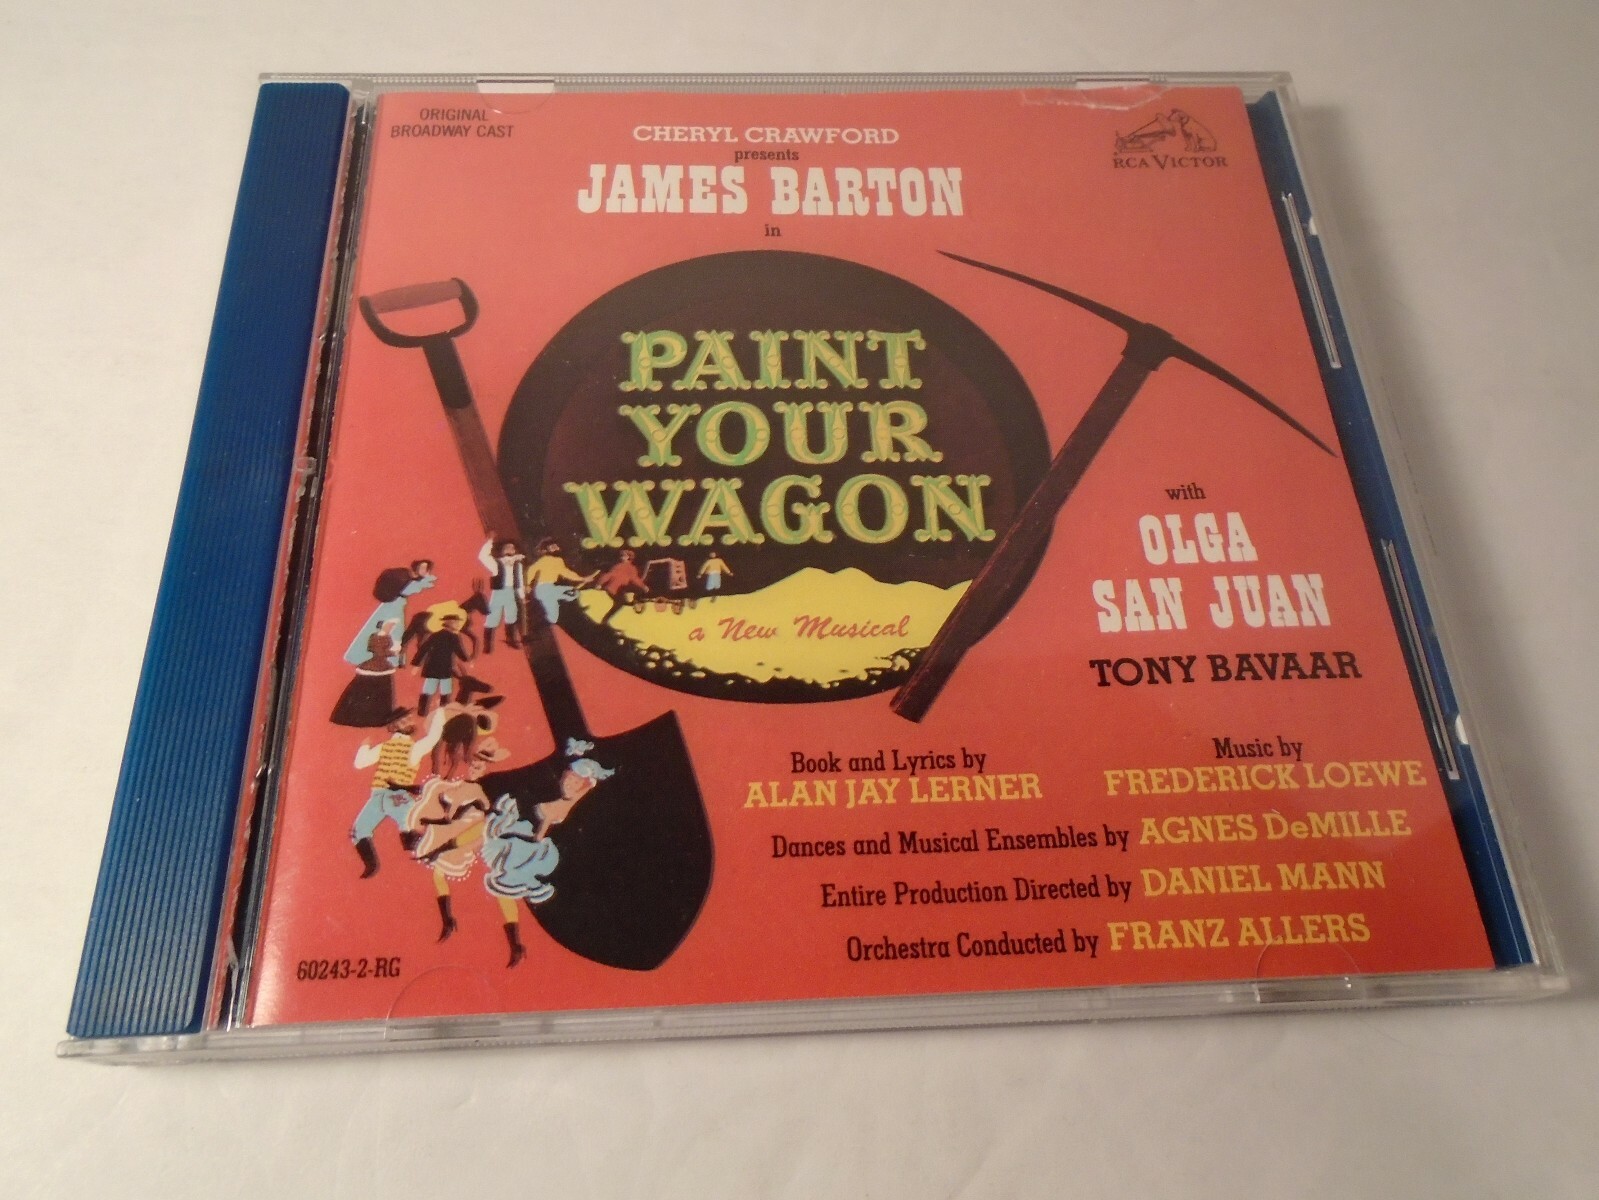 ORIGINAL
BROADWAY CAST
CHERYL CRAWFORD
presents
JAMES BARTON
in
RCA VICTOR
PAINT
YOUR
WAGON
a New Musical
with
OLGA
SAN JUAN
TONY BAVAAR
Book and Lyrics by
ALAN JAY LERNER
Music by
FREDERICK LOEWE
Dances and Musical Ensembles by AGNES DeMILLE
Entire Production Directed by DANIEL MANN
Orchestra Conducted by FRANZ ALLERS
60243-2-RG